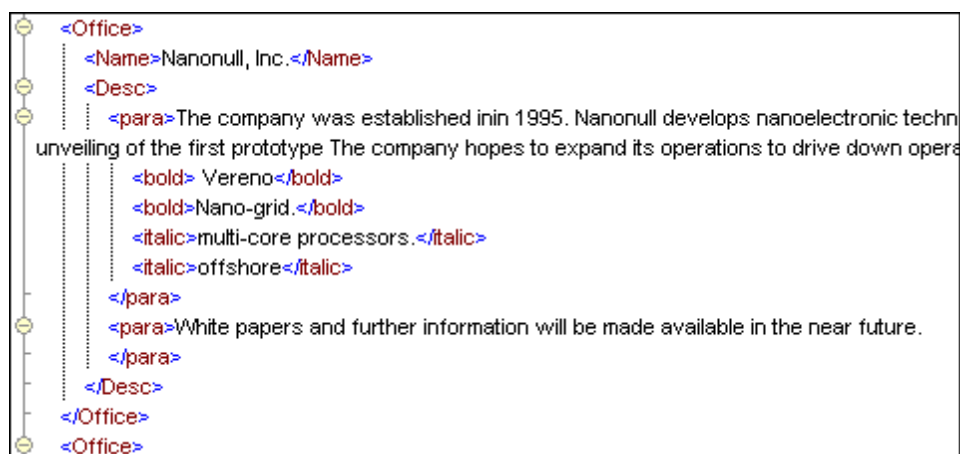 <Office>
<Name>Nanonull, Inc.</Name>
<Desc>
<para>The company was established inin 1995. Nanonull develops nanoelectronic techn
unveiling of the first prototype The company hopes to expand its operations to drive down opera
<bold> Vereno</bold>
<bold>Nano-grid.</bold>
<italic>multi-core processors.</italic>
<italic>offshore</italic>
</para>
<para>White papers and further information will be made available in the near future.
</para>
</Desc>
</Office>
<Office>